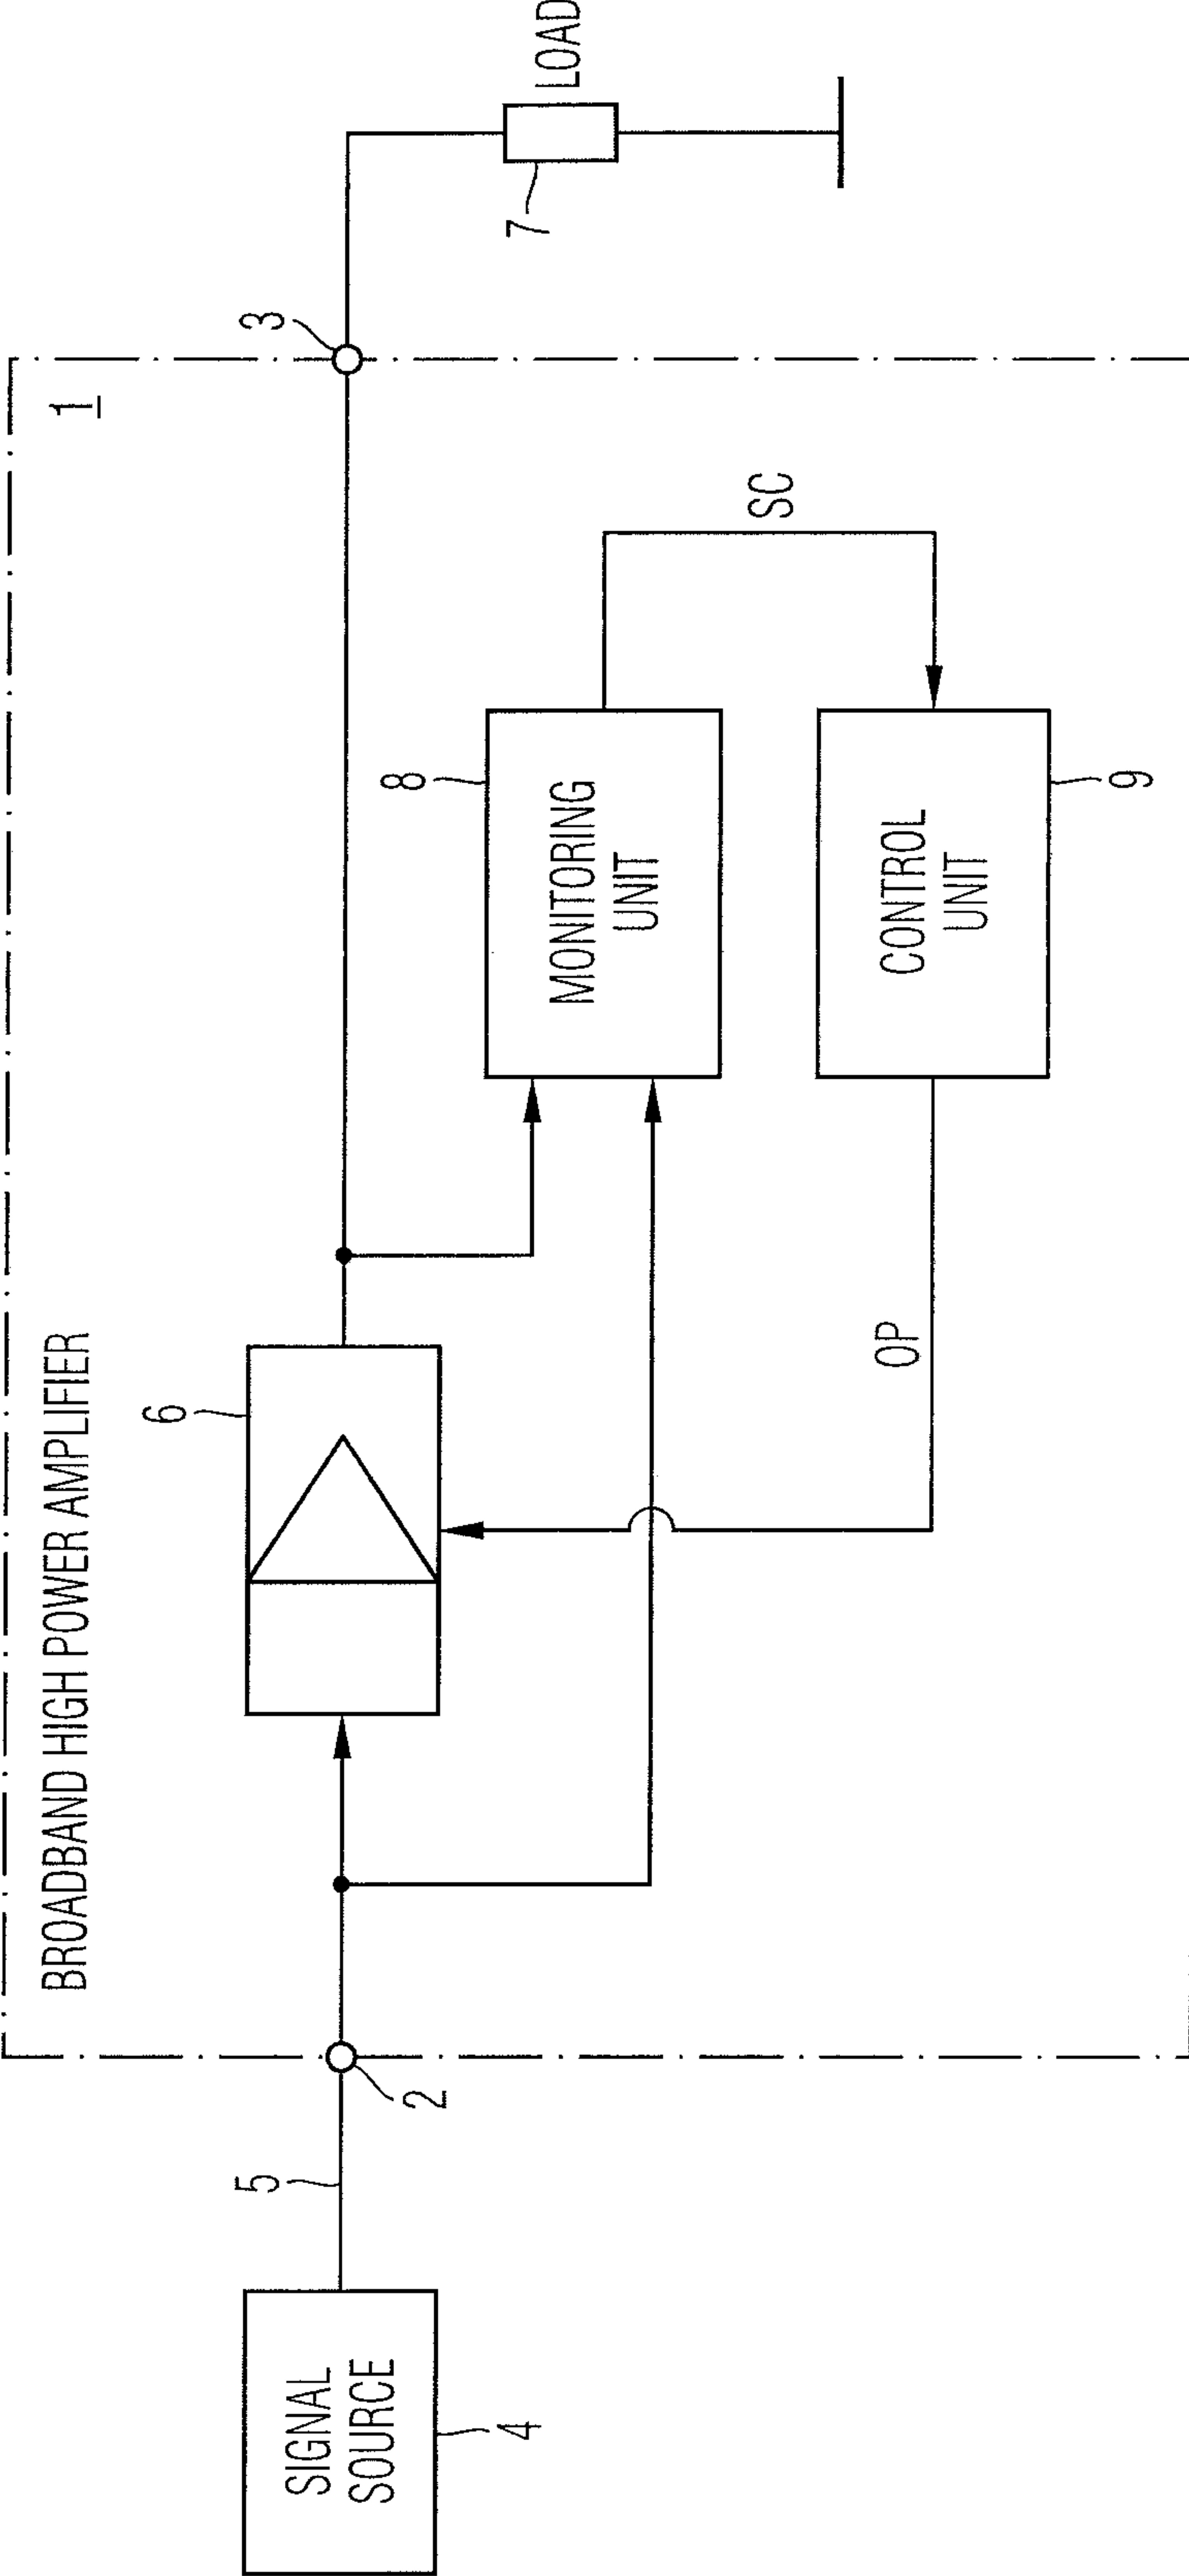 BROADBAND HIGH POWER AMPLIFIER
1
SIGNAL
SOURCE
4
5
2
6
OP
MONITORING
UNIT
8
SC
CONTROL
UNIT
9
3
7
LOAD